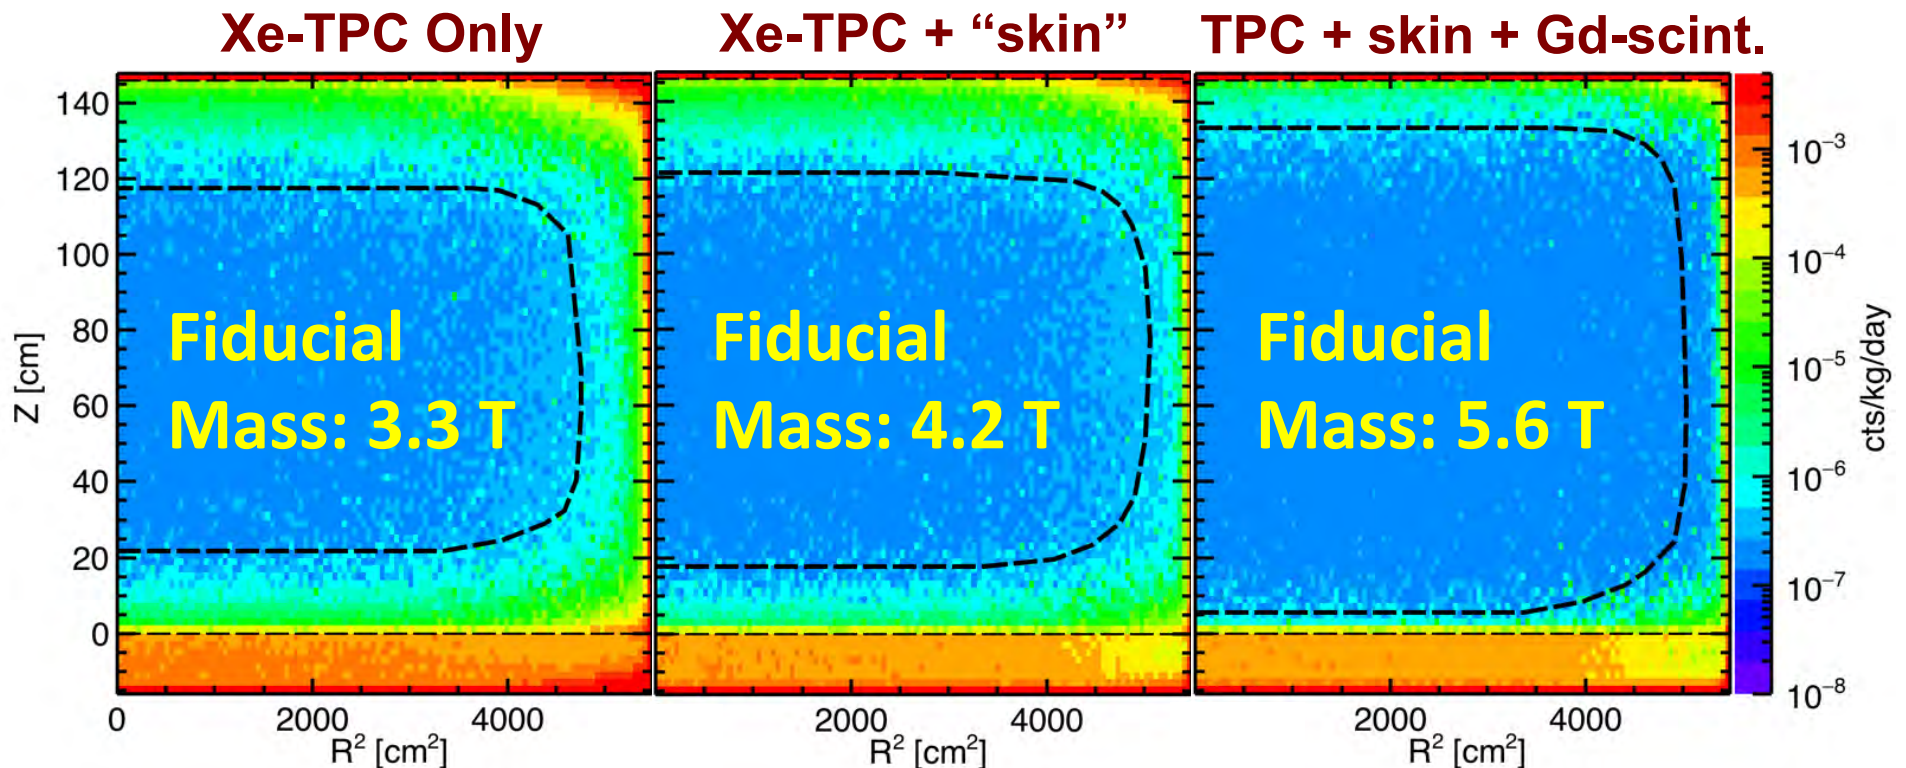 Xe-TPC Only
Xe-TPC + “skin”
TPC + skin + Gd-scint.
Z [cm]
140
120
100
80
60
40
20
0
Fiducial
Mass: 3.3 T
Fiducial
Mass: 4.2 T
Fiducial
Mass: 5.6 T
10⁻³
10⁻⁴
10⁻⁵
10⁻⁶
10⁻⁷
10⁻⁸
cts/kg/day
0 2000 4000
2000 4000
2000 4000
R² [cm²]
R² [cm²]
R² [cm²]